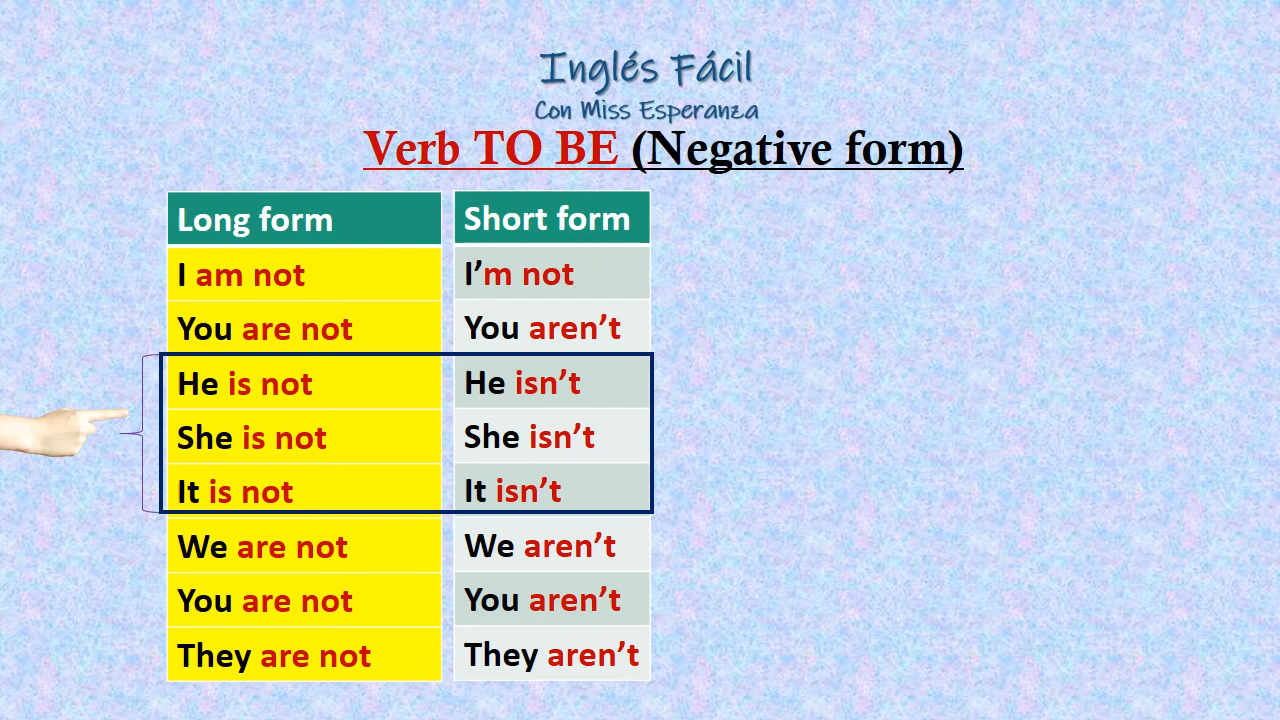 Inglés Fácil
Con Miss Esperanza
Verb TO BE (Negative form)
Long form Short form
I am not I’m not
You are not You aren’t
He is not He isn’t
She is not She isn’t
It is not It isn’t
We are not We aren’t
You are not You aren’t
They are not They aren’t